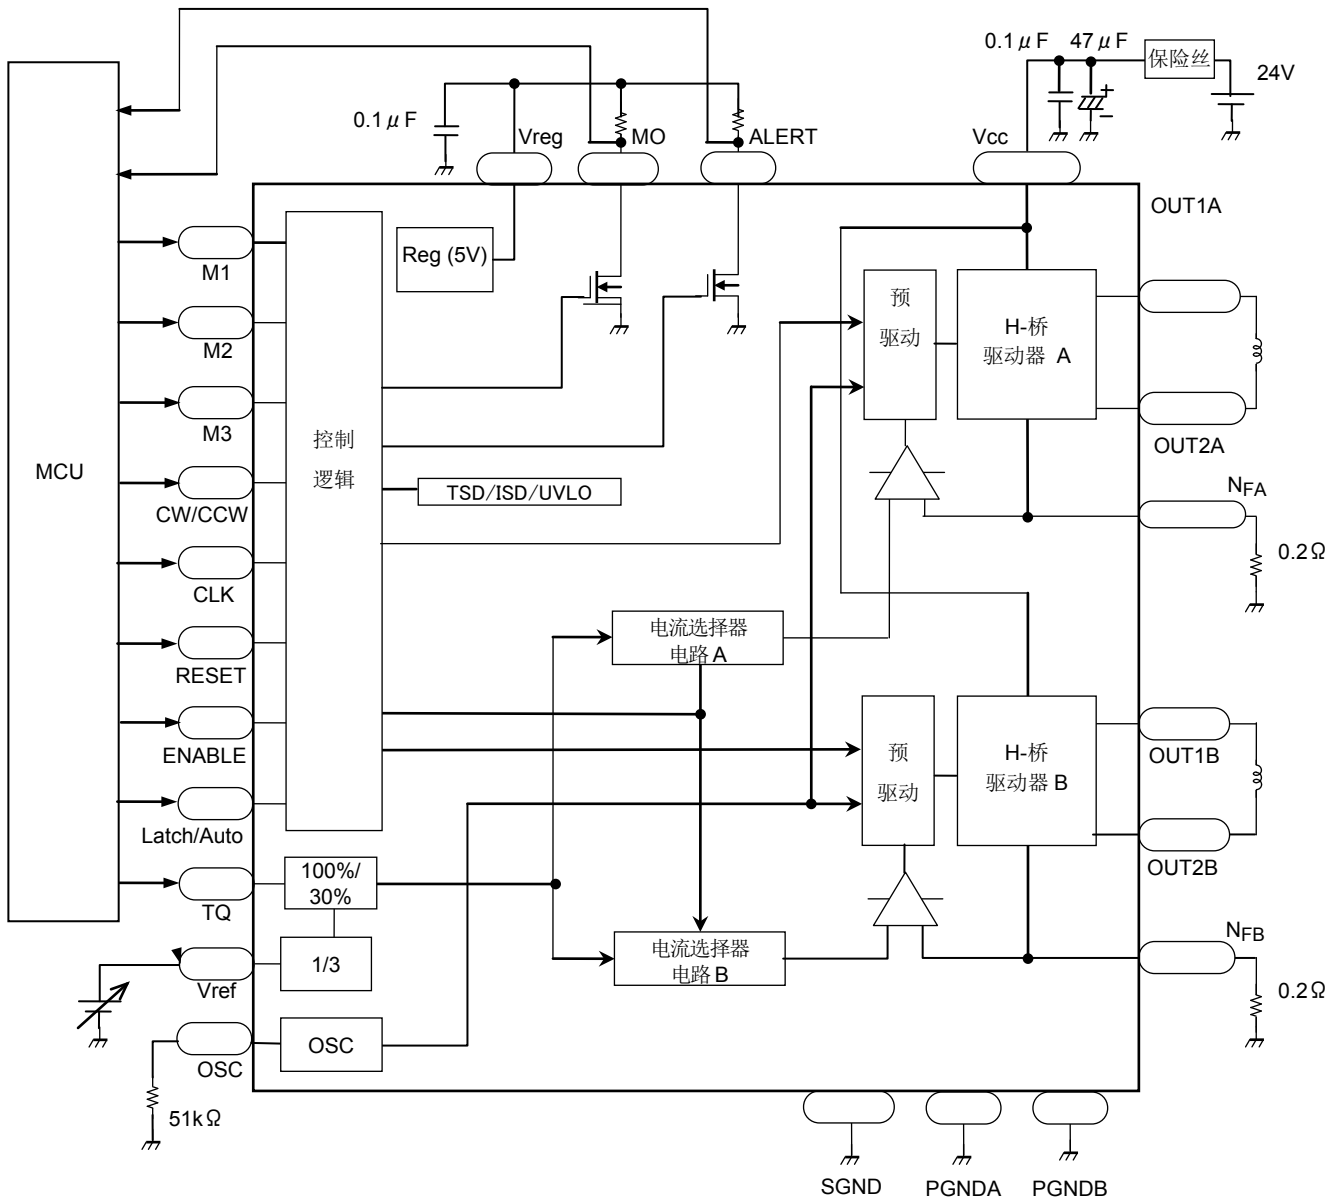 0.1μF
47μF
保险丝
24V
0.1μF
Vreg
MO
ALERT
Vcc
OUT1A
M1
Reg (5V)
预
驱动
H-桥
驱动器 A
M2
M3
控制
逻辑
OUT2A
MCU
TSD/ISD/UVLO
NFA
CW/CCW
0.2Ω
CLK
电流选择器
电路 A
RESET
ENABLE
预
驱动
H-桥
驱动器 B
OUT1B
Latch/Auto
100%/
30%
OUT2B
TQ
NFB
1/3
电流选择器
电路 B
Vref
0.2Ω
OSC
OSC
51kΩ
SGND
PGNDA
PGNDB